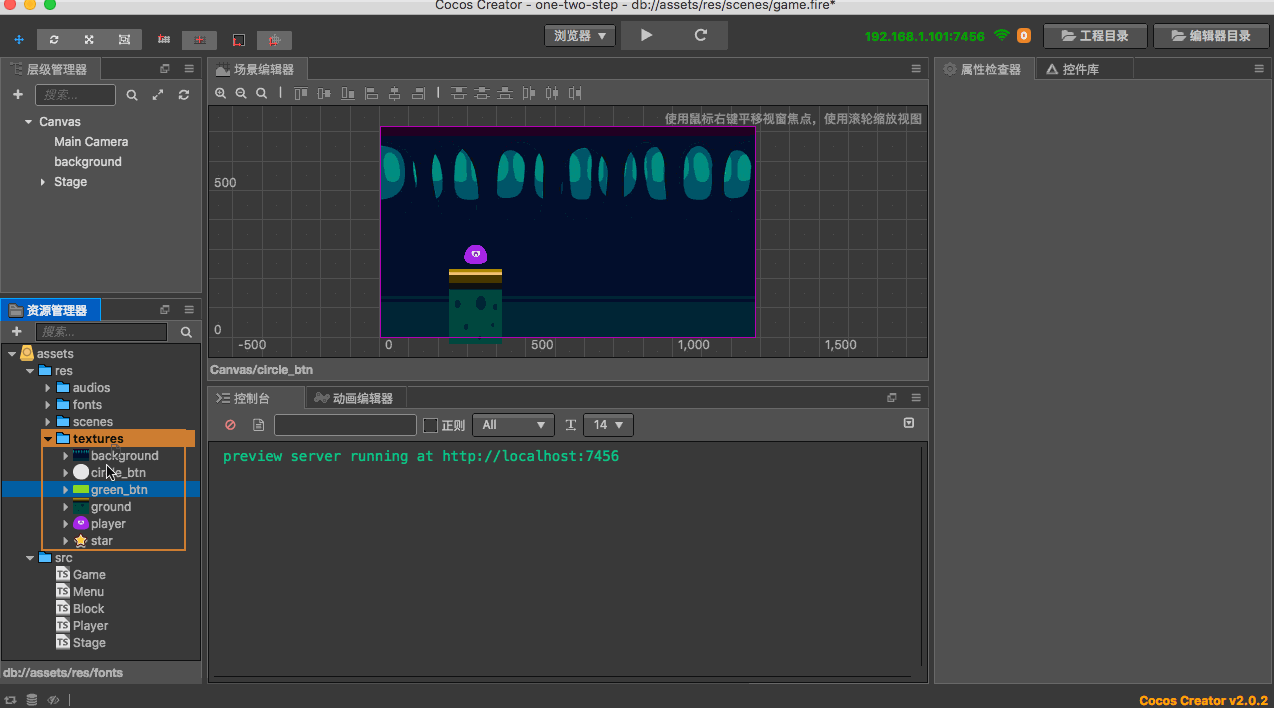 Cocos Creator - one-two-step - db://assets/res/scenes/game.fire*
浏览器
192.168.1.101:7456
0
工程目录
编辑器目录
层级管理器
搜索...
Canvas
Main Camera
background
Stage
场景编辑器
使用鼠标右键平移视窗焦点，使用滚轮缩放视图
500
0
-500
0
500
1,000
1,500
Canvas/circle_btn
属性检查器
控件库
资源管理器
搜索...
assets
res
audios
fonts
scenes
textures
background
circle_btn
green_btn
ground
player
star
src
TS Game
TS Menu
TS Block
TS Player
TS Stage
db://assets/res/fonts
控制台
动画编辑器
正则
All
14
preview server running at http://localhost:7456
Cocos Creator v2.0.2